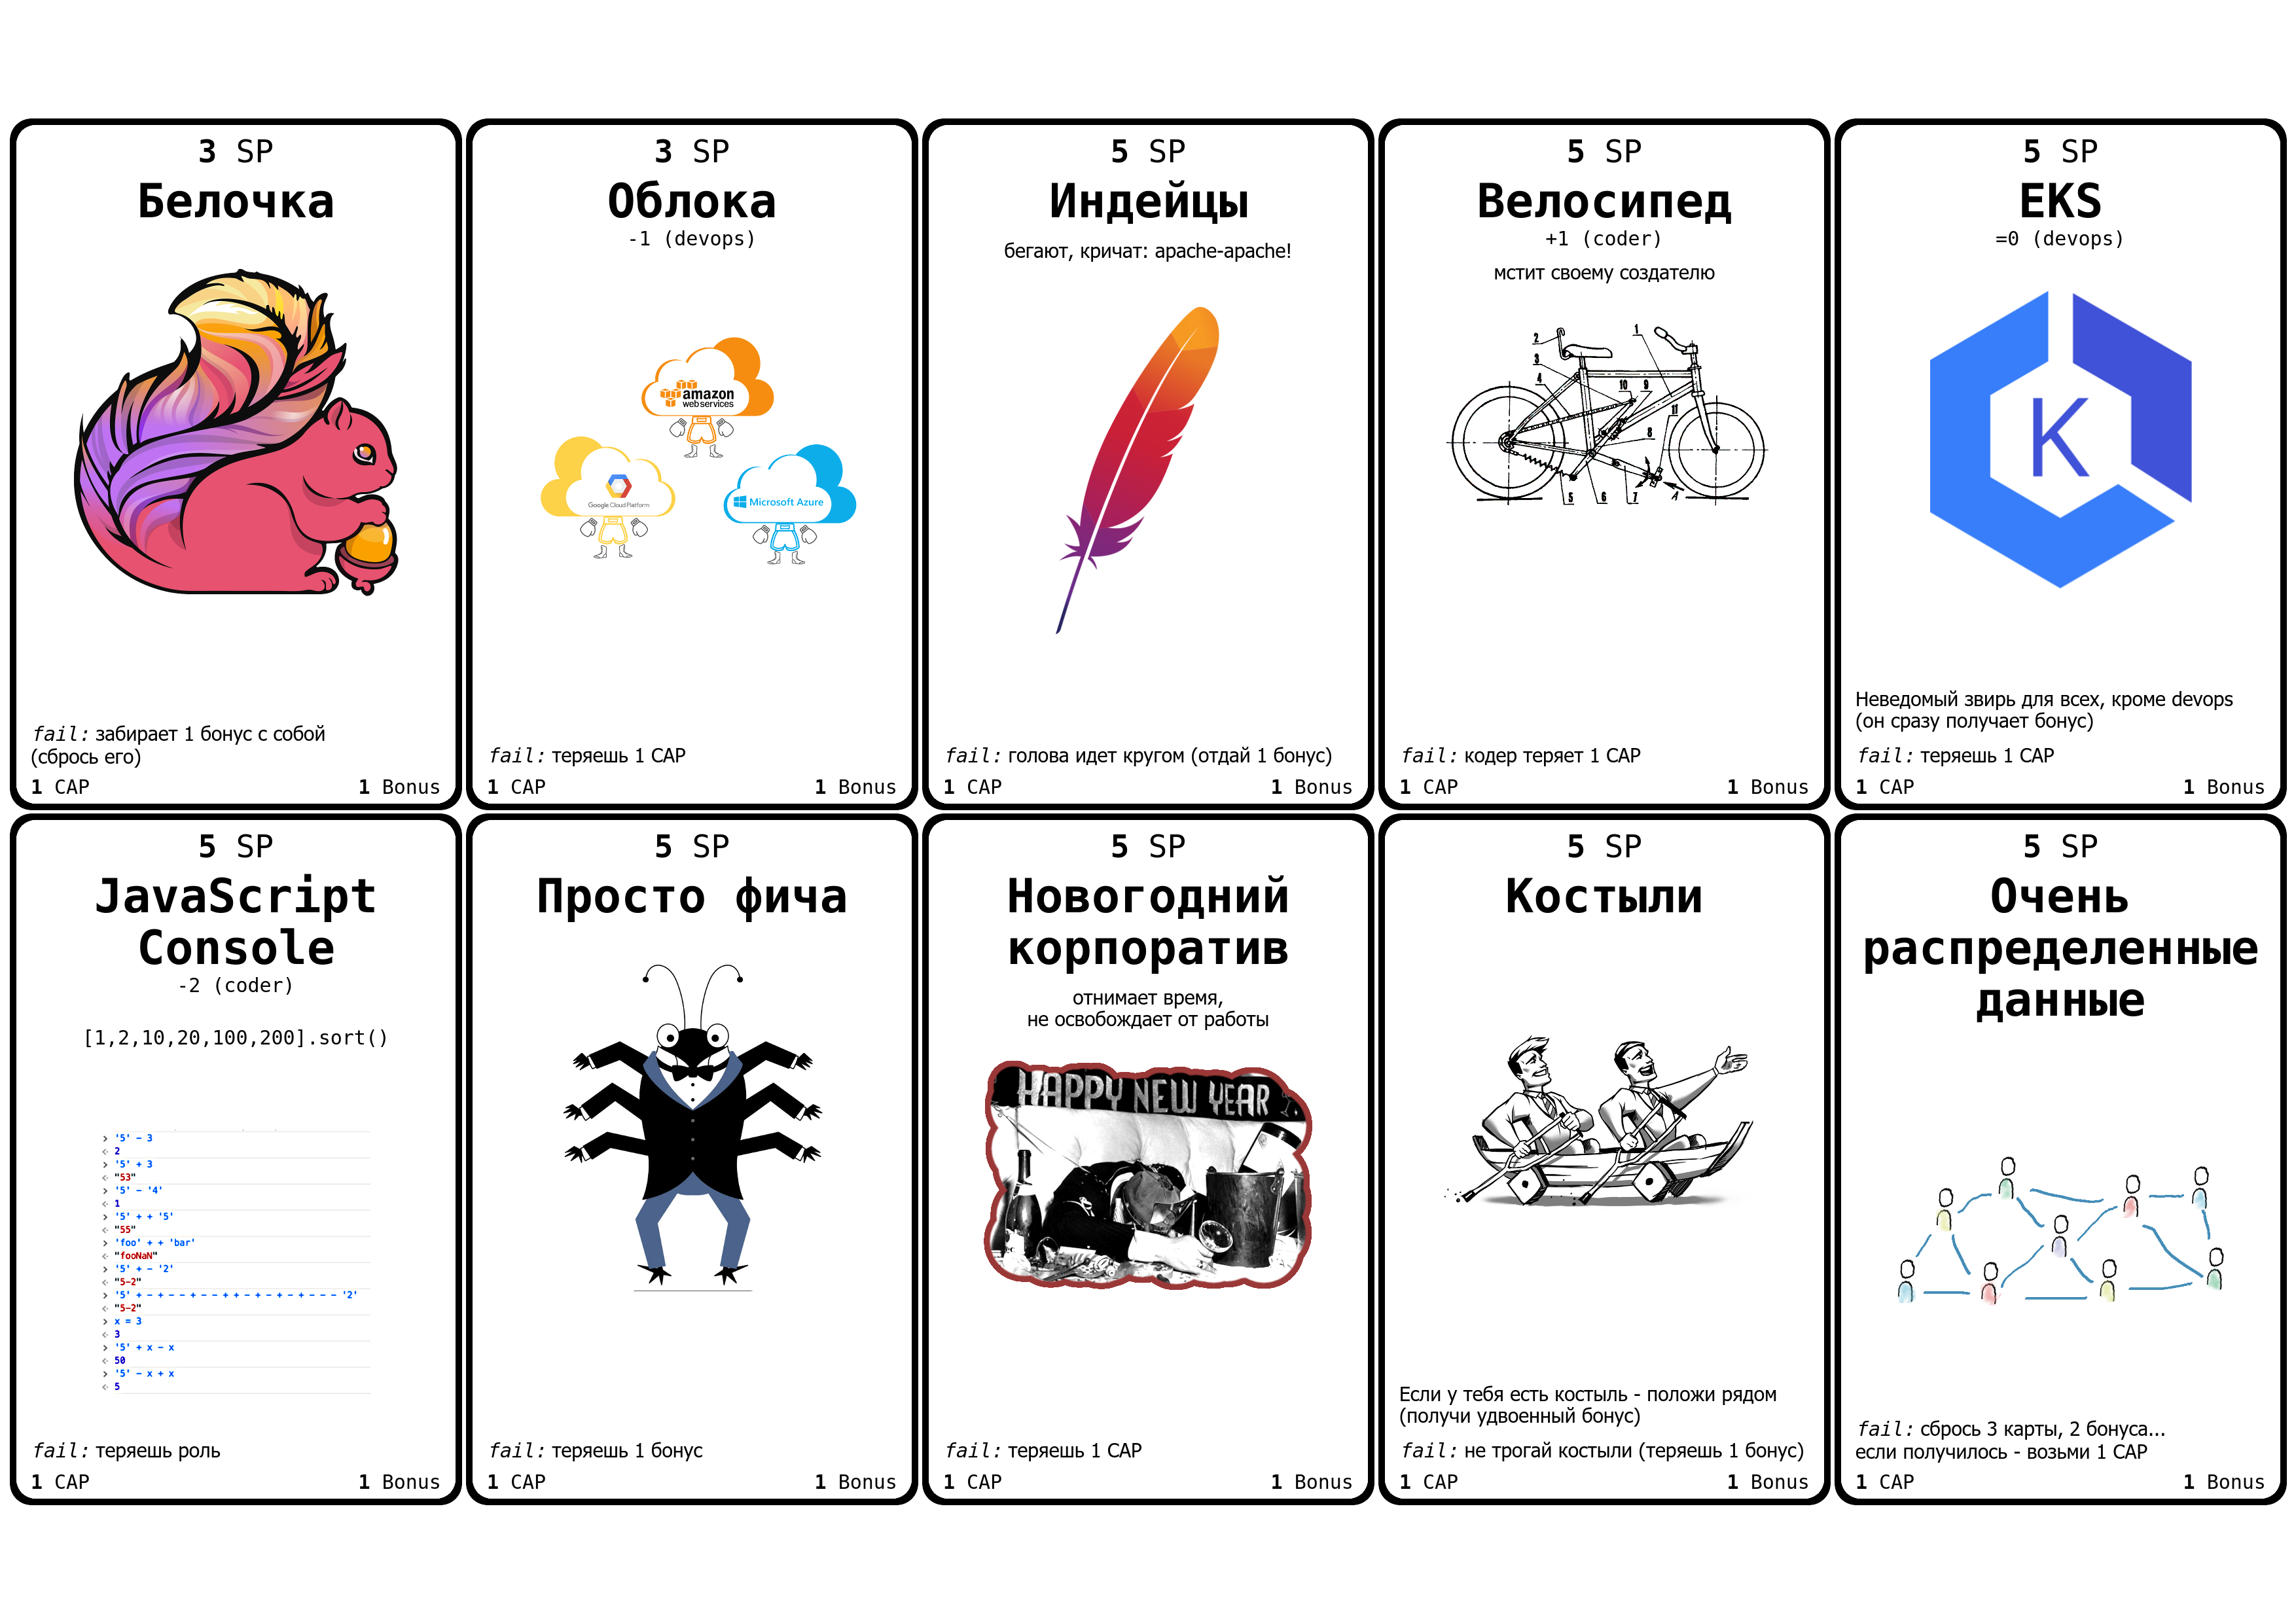 3 SP
Белочка
fail: забирает 1 бонус с собой
(сбрось его)
1 CAP
1 Bonus
3 SP
Облока
-1 (devops)
amazon
webservices
Google Cloud Platform
Microsoft Azure
fail: теряешь 1 CAP
1 CAP
1 Bonus
5 SP
Индейцы
бегают, кричат: apache-apache!
fail: голова идет кругом (отдай 1 бонус)
1 CAP
1 Bonus
5 SP
Велосипед
+1 (coder)
мстит своему создателю
2
1
3
4
10
9
11
8
5
6
7
A
fail: кодер теряет 1 CAP
1 CAP
1 Bonus
5 SP
EKS
=0 (devops)
K
Неведомый звирь для всех, кроме devops
(он сразу получает бонус)
fail: теряешь 1 CAP
1 CAP
1 Bonus
5 SP
JavaScript
Console
-2 (coder)
[1,2,10,20,100,200].sort()
> '5' - 3
2
> '5' + 3
"53"
> '5' - '4'
1
> '5' + + '5'
"55"
> 'foo' + + 'bar'
"fooNaN"
> '5' + - '2'
"5-2"
> '5' + - + - - + - - + + - + - + - + - - - '2'
"5-2"
> x = 3
3
> '5' + x - x
50
> '5' - x + x
5
fail: теряешь роль
1 CAP
1 Bonus
5 SP
Просто фича
fail: теряешь 1 бонус
1 CAP
1 Bonus
5 SP
Новогодний
корпоратив
отнимает время,
не освобождает от работы
HAPPY NEW YEAR
fail: теряешь 1 CAP
1 CAP
1 Bonus
5 SP
Костыли
Если у тебя есть костыль - положи рядом
(получи удвоенный бонус)
fail: не трогай костыли (теряешь 1 бонус)
1 CAP
1 Bonus
5 SP
Очень
распределенные
данные
fail: сбрось 3 карты, 2 бонуса...
если получилось - возьми 1 CAP
1 CAP
1 Bonus